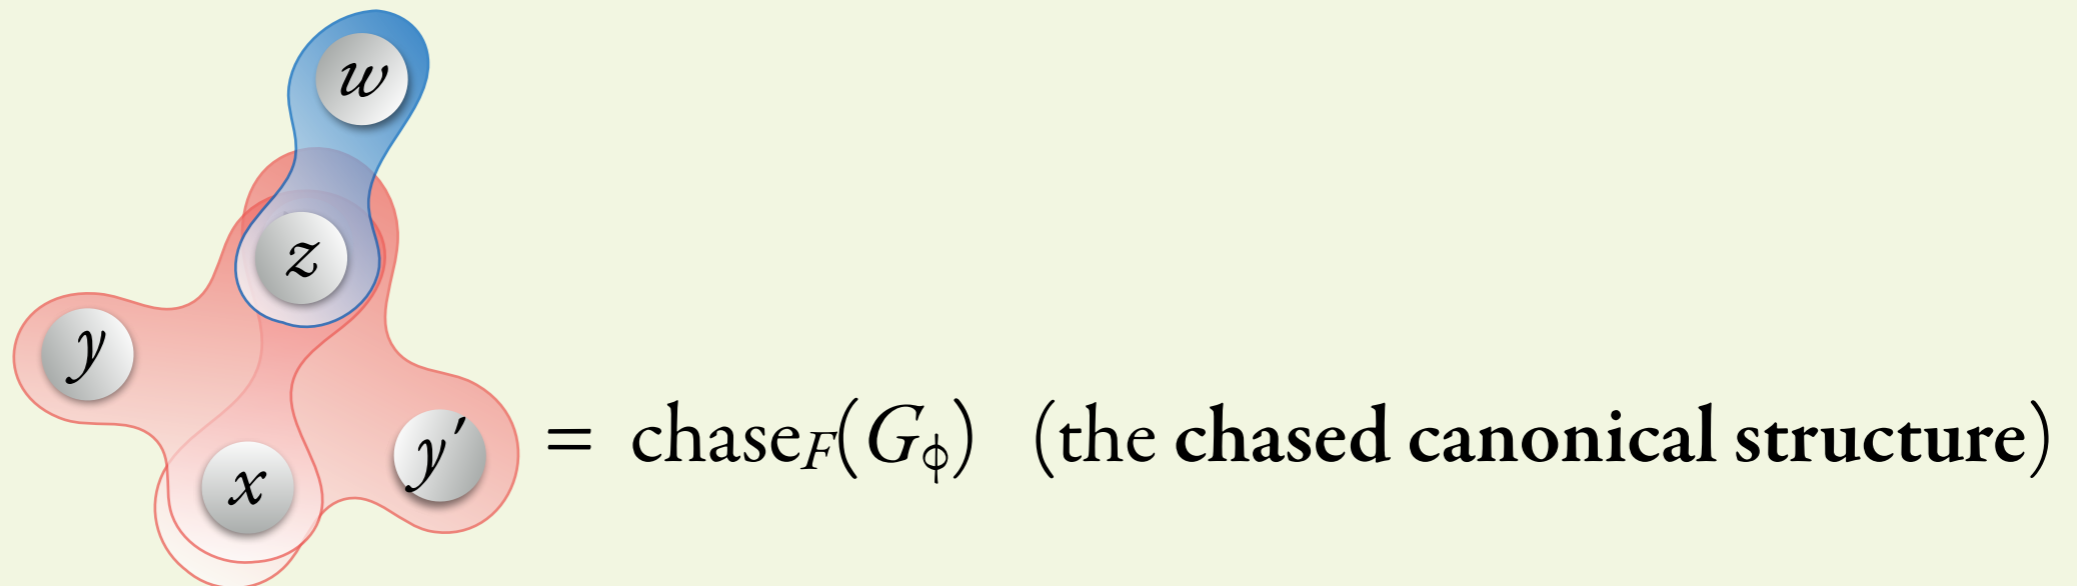 w
z
y
x
y′
= chase_F(G_ϕ) (the chased canonical structure)